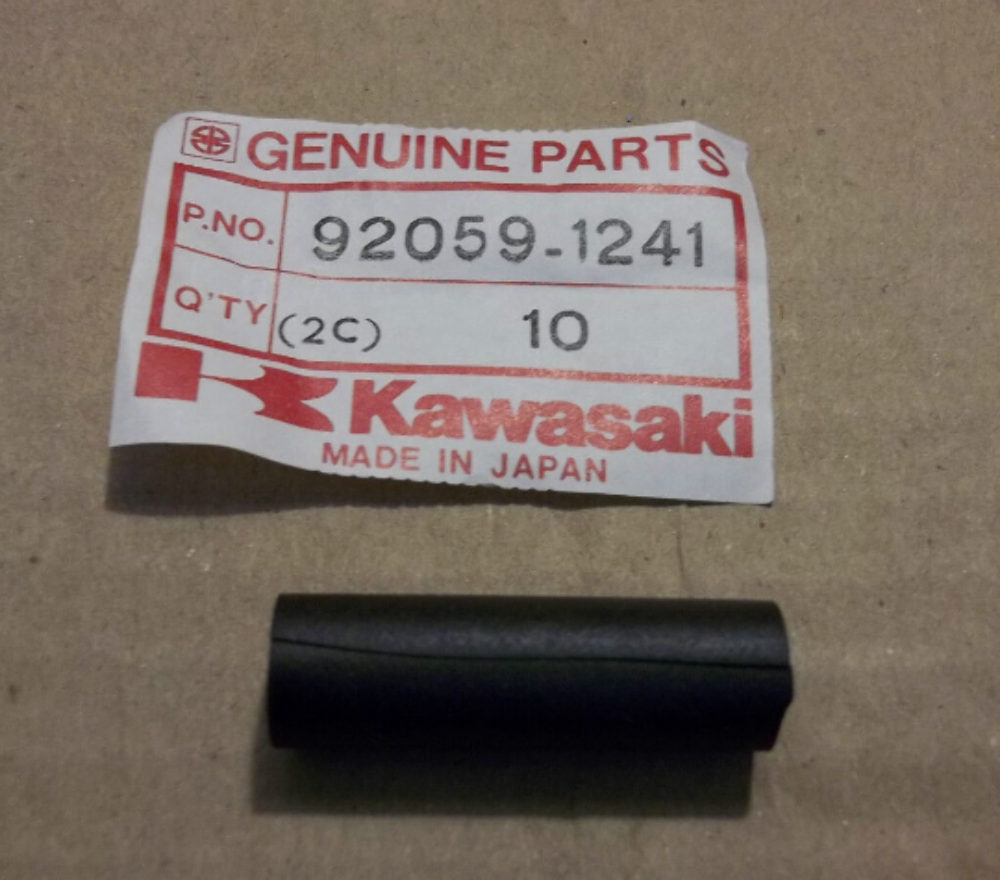 GENUINE PARTS
P.NO. 92059-1241
Q'TY (2C) 10
Kawasaki
MADE IN JAPAN